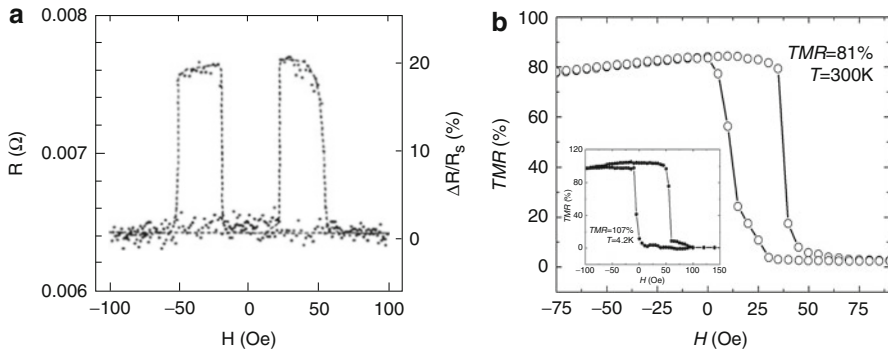 a
0.008
0.007
0.006
R (Ω)
−100
−50
0
50
100
H (Oe)
20
10
0
ΔR/R_S (%)
b
100
80
60
40
20
0
TMR (%)
TMR=81%
T=300K
−75
−50
−25
0
25
50
75
H (Oe)
120
80
40
0
TMR (%)
TMR=107%
T=4.2K
−100
−50
0
50
100
150
H (Oe)